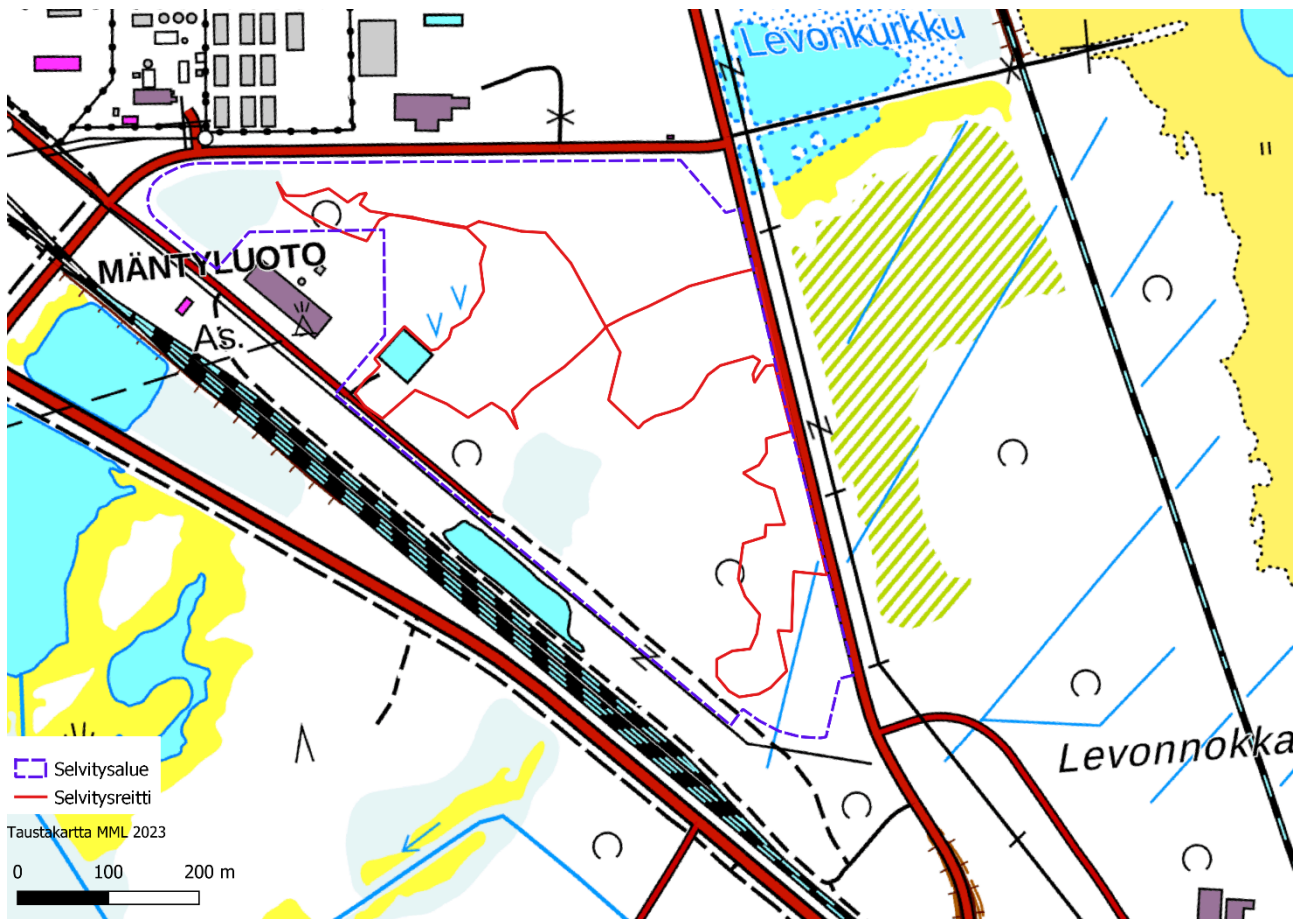 Levonkurkku
MÄNTYLUOTO
As.
Levonnokka
Selvitysalue
Selvitysreitti
Taustakartta MML 2023
0 100 200 m